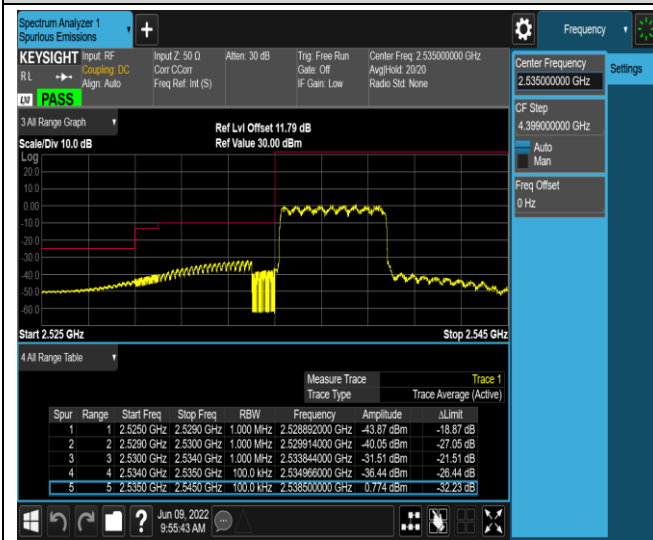 Spectrum Analyzer 1
Spurious Emissions
+
Frequency
KEYSIGHT
RL
LXI
PASS
Input: RF
Coupling: DC
Align: Auto
Input Z: 50 Ω
Corr CCorr
Freq Ref: Int (S)
Atten: 30 dB
Trig: Free Run
Gate: Off
IF Gain: Low
Center Freq: 2.535000000 GHz
Avg|Hold: 20/20
Radio Std: None
Center Frequency
2.535000000 GHz
Settings
CF Step
4.399000000 GHz
Auto
Man
Freq Offset
0 Hz
3 All Range Graph
Scale/Div 10.0 dB
Ref Lvl Offset 11.79 dB
Ref Value 30.00 dBm
Log
20.0
10.0
0.00
-10.0
-20.0
-30.0
-40.0
-50.0
-60.0
Start 2.525 GHz
Stop 2.545 GHz
4 All Range Table
Measure Trace Trace 1
Trace Type Trace Average (Active)
Spur Range Start Freq Stop Freq RBW Frequency Amplitude ΔLimit
1 1 2.5250 GHz 2.5290 GHz 1.000 MHz 2.528892000 GHz -43.87 dBm -18.87 dB
2 2 2.5290 GHz 2.5300 GHz 1.000 MHz 2.529914000 GHz -40.05 dBm -27.05 dB
3 3 2.5300 GHz 2.5340 GHz 1.000 MHz 2.533844000 GHz -31.51 dBm -21.51 dB
4 4 2.5340 GHz 2.5350 GHz 100.0 kHz 2.534966000 GHz -36.44 dBm -26.44 dB
5 5 2.5350 GHz 2.5450 GHz 100.0 kHz 2.538500000 GHz 0.774 dBm -32.23 dB
?
Jun 09, 2022
9:55:43 AM